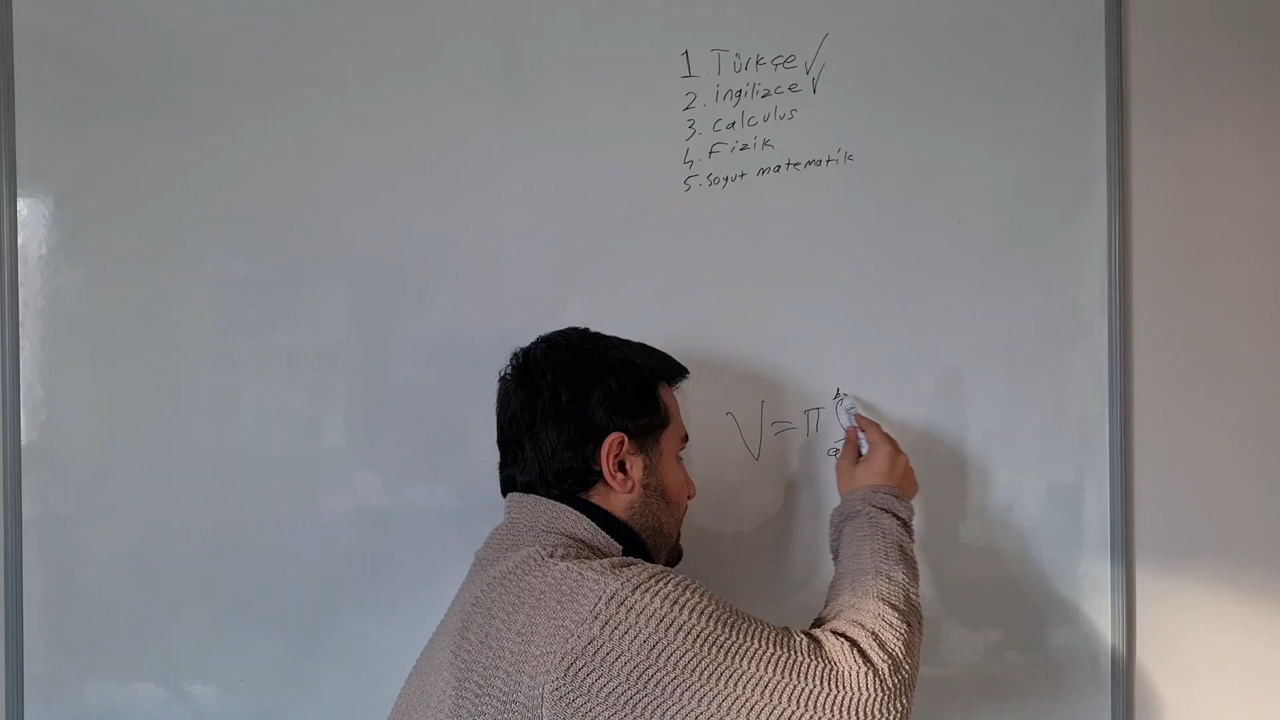 1. Türkçe ✓
2. ingilizce ✓
3. calculus
4. Fizik
5. soyut matematik
V = π ∫ a b